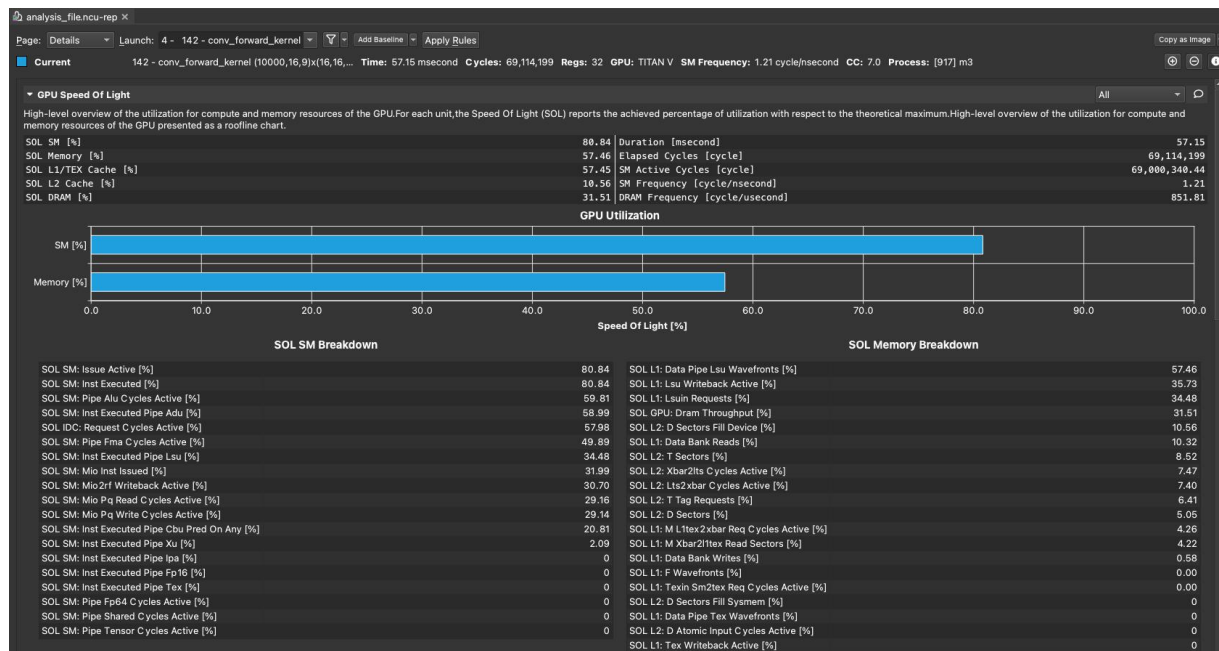 analysis_file.ncu-rep ×
Page: Details Launch: 4 - 142 - conv_forward_kernel Add Baseline Apply Rules Copy as Image
Current 142 - conv_forward_kernel (10000,16,9)x(16,16,... Time: 57.15 msecond Cycles: 69,114,199 Regs: 32 GPU: TITAN V SM Frequency: 1.21 cycle/nsecond CC: 7.0 Process: [917] m3
GPU Speed Of Light All
High-level overview of the utilization for compute and memory resources of the GPU.For each unit,the Speed Of Light (SOL) reports the achieved percentage of utilization with respect to the theoretical maximum.High-level overview of the utilization for compute and
memory resources of the GPU presented as a roofline chart.
SOL SM [%] 80.84 Duration [msecond] 57.15
SOL Memory [%] 57.46 Elapsed Cycles [cycle] 69,114,199
SOL L1/TEX Cache [%] 57.45 SM Active Cycles [cycle] 69,000,340.44
SOL L2 Cache [%] 10.56 SM Frequency [cycle/nsecond] 1.21
SOL DRAM [%] 31.51 DRAM Frequency [cycle/usecond] 851.81
GPU Utilization
SM [%]
Memory [%]
0.0 10.0 20.0 30.0 40.0 50.0 60.0 70.0 80.0 90.0 100.0
Speed Of Light [%]
SOL SM Breakdown
SOL SM: Issue Active [%] 80.84
SOL SM: Inst Executed [%] 80.84
SOL SM: Pipe Alu Cycles Active [%] 59.81
SOL SM: Inst Executed Pipe Adu [%] 58.99
SOL IDC: Request Cycles Active [%] 57.98
SOL SM: Pipe Fma Cycles Active [%] 49.89
SOL SM: Inst Executed Pipe Lsu [%] 34.48
SOL SM: Mio Inst Issued [%] 31.99
SOL SM: Mio2rf Writeback Active [%] 30.70
SOL SM: Mio Pq Read Cycles Active [%] 29.16
SOL SM: Mio Pq Write Cycles Active [%] 29.14
SOL SM: Inst Executed Pipe Cbu Pred On Any [%] 20.81
SOL SM: Inst Executed Pipe Xu [%] 2.09
SOL SM: Inst Executed Pipe Ipa [%] 0
SOL SM: Inst Executed Pipe Fp16 [%] 0
SOL SM: Inst Executed Pipe Tex [%] 0
SOL SM: Pipe Fp64 Cycles Active [%] 0
SOL SM: Pipe Shared Cycles Active [%] 0
SOL SM: Pipe Tensor Cycles Active [%] 0
SOL Memory Breakdown
SOL L1: Data Pipe Lsu Wavefronts [%] 57.46
SOL L1: Lsu Writeback Active [%] 35.73
SOL L1: Lsuin Requests [%] 34.48
SOL GPU: Dram Throughput [%] 31.51
SOL L2: D Sectors Fill Device [%] 10.56
SOL L1: Data Bank Reads [%] 10.32
SOL L2: T Sectors [%] 8.52
SOL L2: Xbar2lts Cycles Active [%] 7.47
SOL L2: Lts2xbar Cycles Active [%] 7.40
SOL L2: T Tag Requests [%] 6.41
SOL L2: D Sectors [%] 5.05
SOL L1: M L1tex2xbar Req Cycles Active [%] 4.26
SOL L1: M Xbar2l1tex Read Sectors [%] 4.22
SOL L1: Data Bank Writes [%] 0.58
SOL L1: F Wavefronts [%] 0.00
SOL L1: Texin Sm2tex Req Cycles Active [%] 0.00
SOL L2: D Sectors Fill Sysmem [%] 0
SOL L1: Data Pipe Tex Wavefronts [%] 0
SOL L2: D Atomic Input Cycles Active [%] 0
SOL L1: Tex Writeback Active [%] 0